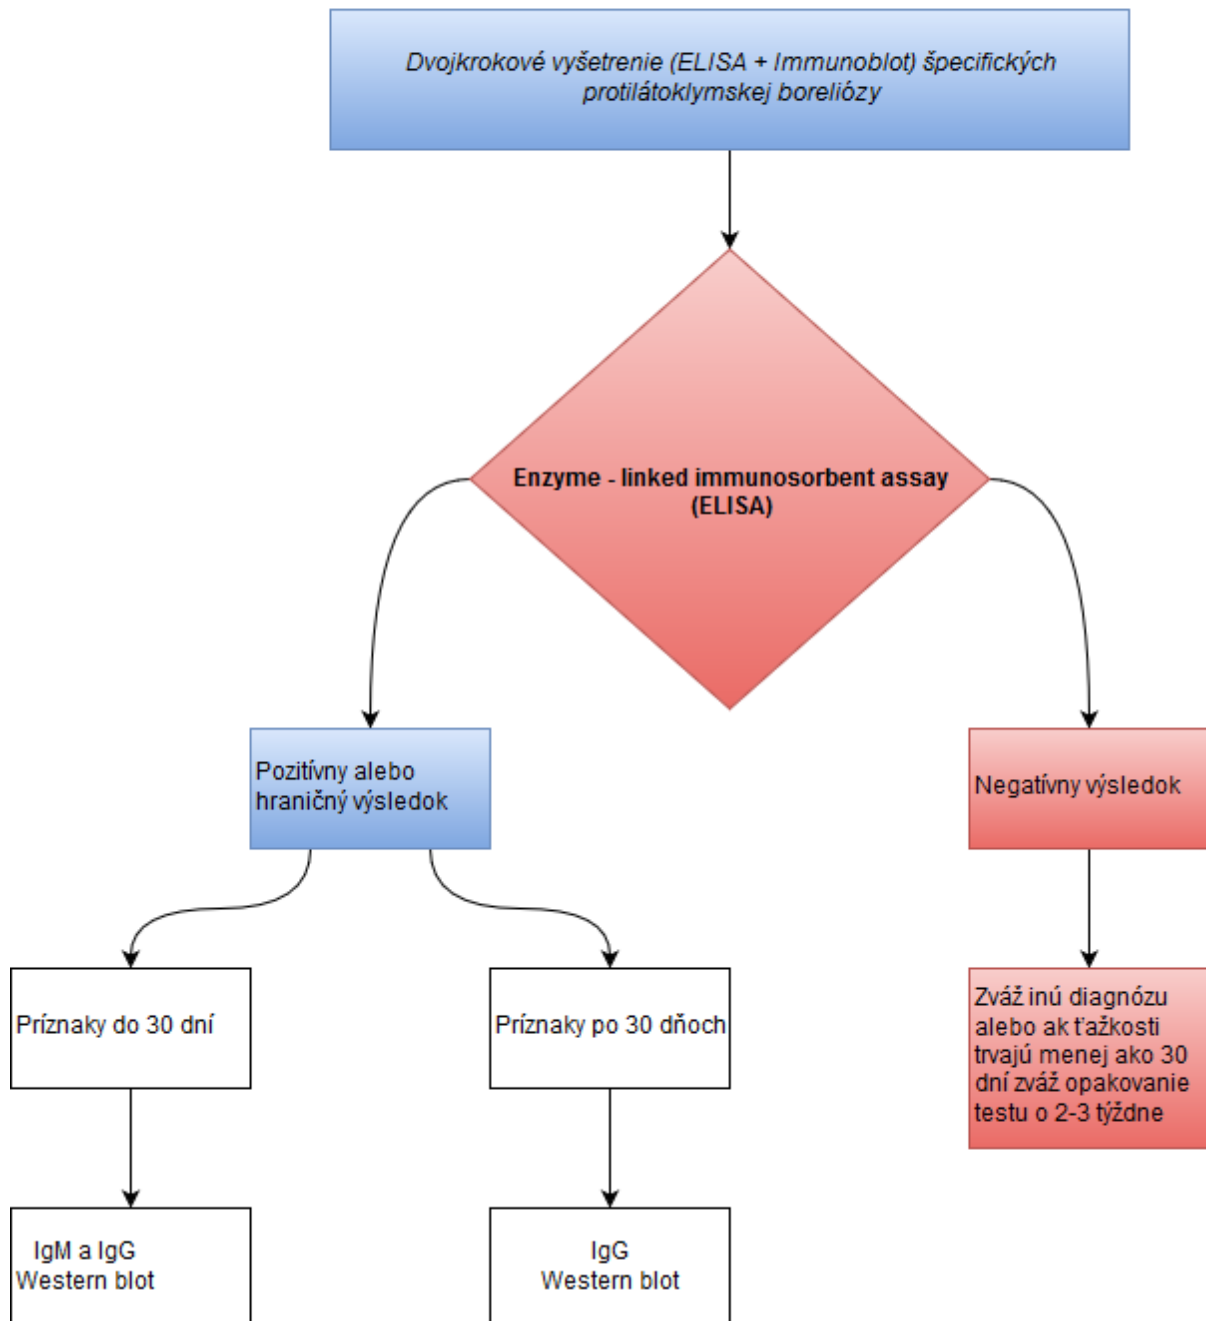 Dvojkrokové vyšetrenie (ELISA + Immunoblot) špecifických
protilátoklymskej boreliózy
Enzyme - linked immunosorbent assay
(ELISA)
Pozitívny alebo
hraničný výsledok
Negatívny výsledok
Príznaky do 30 dní
Príznaky po 30 dňoch
Zváž inú diagnózu
alebo ak ťažkosti
trvajú menej ako 30
dní zváž opakovanie
testu o 2-3 týždne
IgM a IgG
Western blot
IgG
Western blot